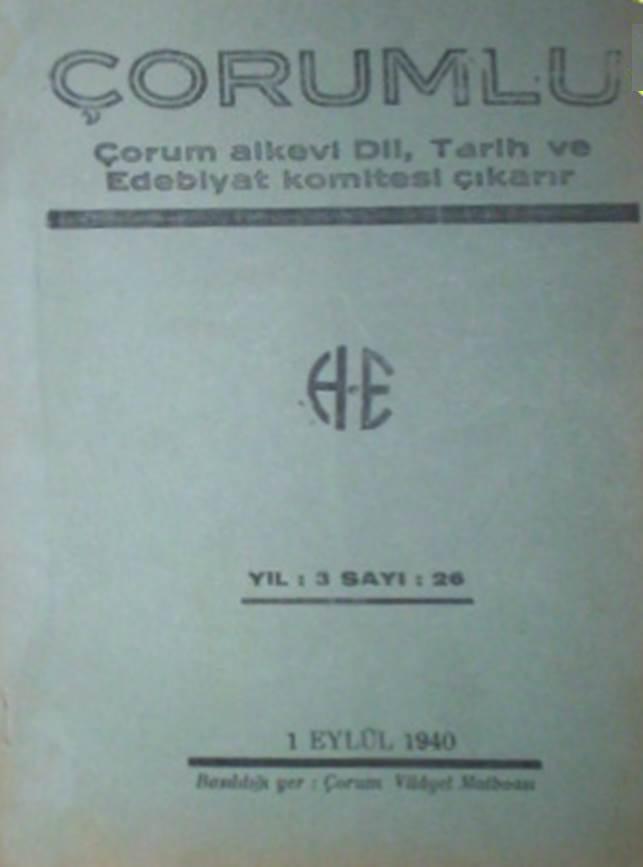 ÇORUMLU
Çorum alkevi Dil, Tarih ve
Edebiyat komitesi çıkarır
H-E
YIL : 3 SAYI : 26
1 EYLÜL 1940
Basıldığı yer : Çorum Vilâyet Matbaası